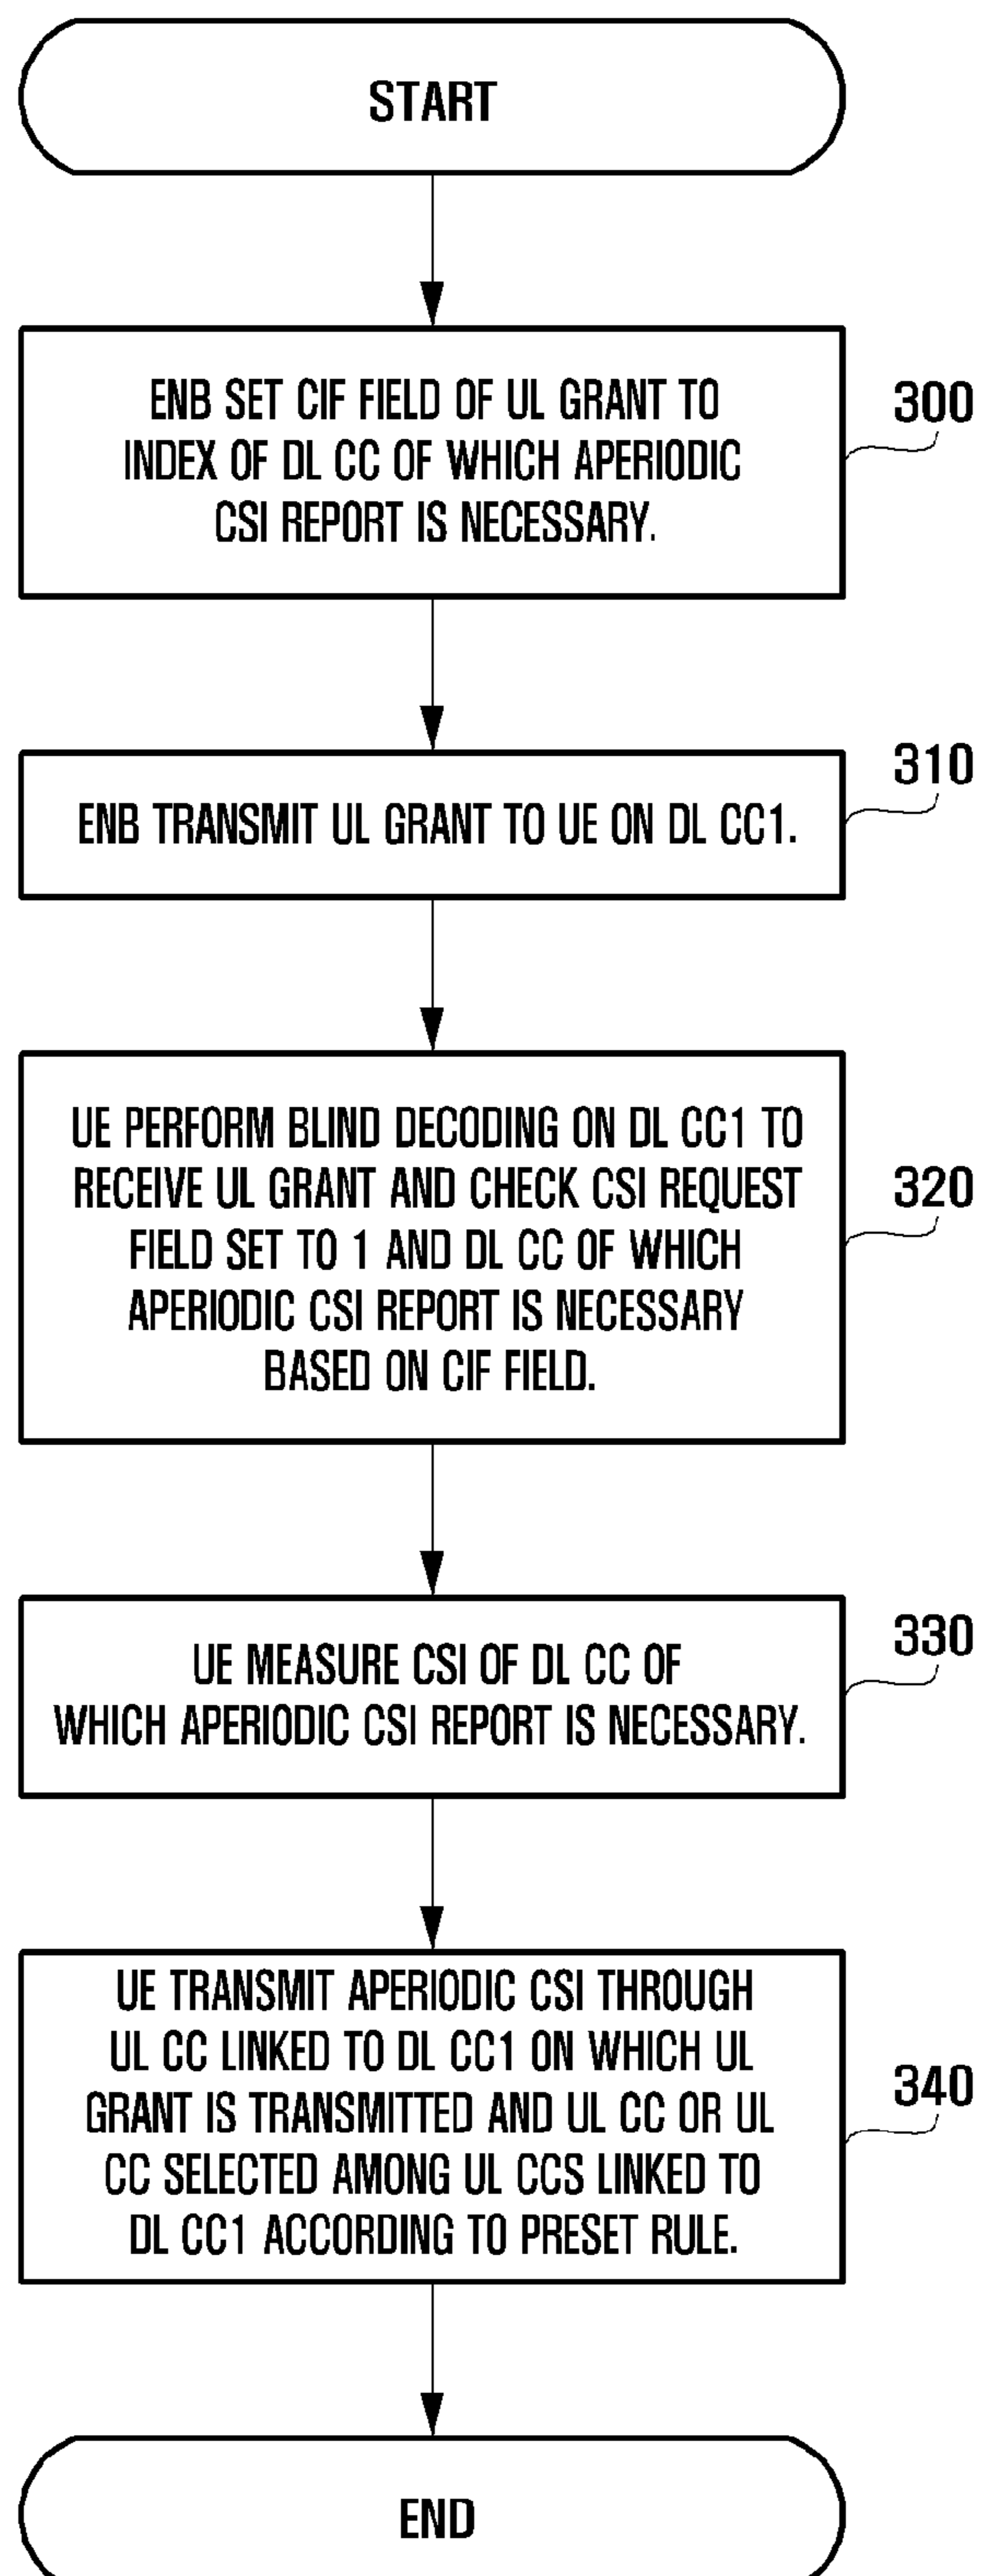 START
ENB SET CIF FIELD OF UL GRANT TO
INDEX OF DL CC OF WHICH APERIODIC
CSI REPORT IS NECESSARY.
300
ENB TRANSMIT UL GRANT TO UE ON DL CC1.
310
UE PERFORM BLIND DECODING ON DL CC1 TO
RECEIVE UL GRANT AND CHECK CSI REQUEST
FIELD SET TO 1 AND DL CC OF WHICH
APERIODIC CSI REPORT IS NECESSARY
BASED ON CIF FIELD.
320
UE MEASURE CSI OF DL CC OF
WHICH APERIODIC CSI REPORT IS NECESSARY.
330
UE TRANSMIT APERIODIC CSI THROUGH
UL CC LINKED TO DL CC1 ON WHICH UL
GRANT IS TRANSMITTED AND UL CC OR UL
CC SELECTED AMONG UL CCS LINKED TO
DL CC1 ACCORDING TO PRESET RULE.
340
END